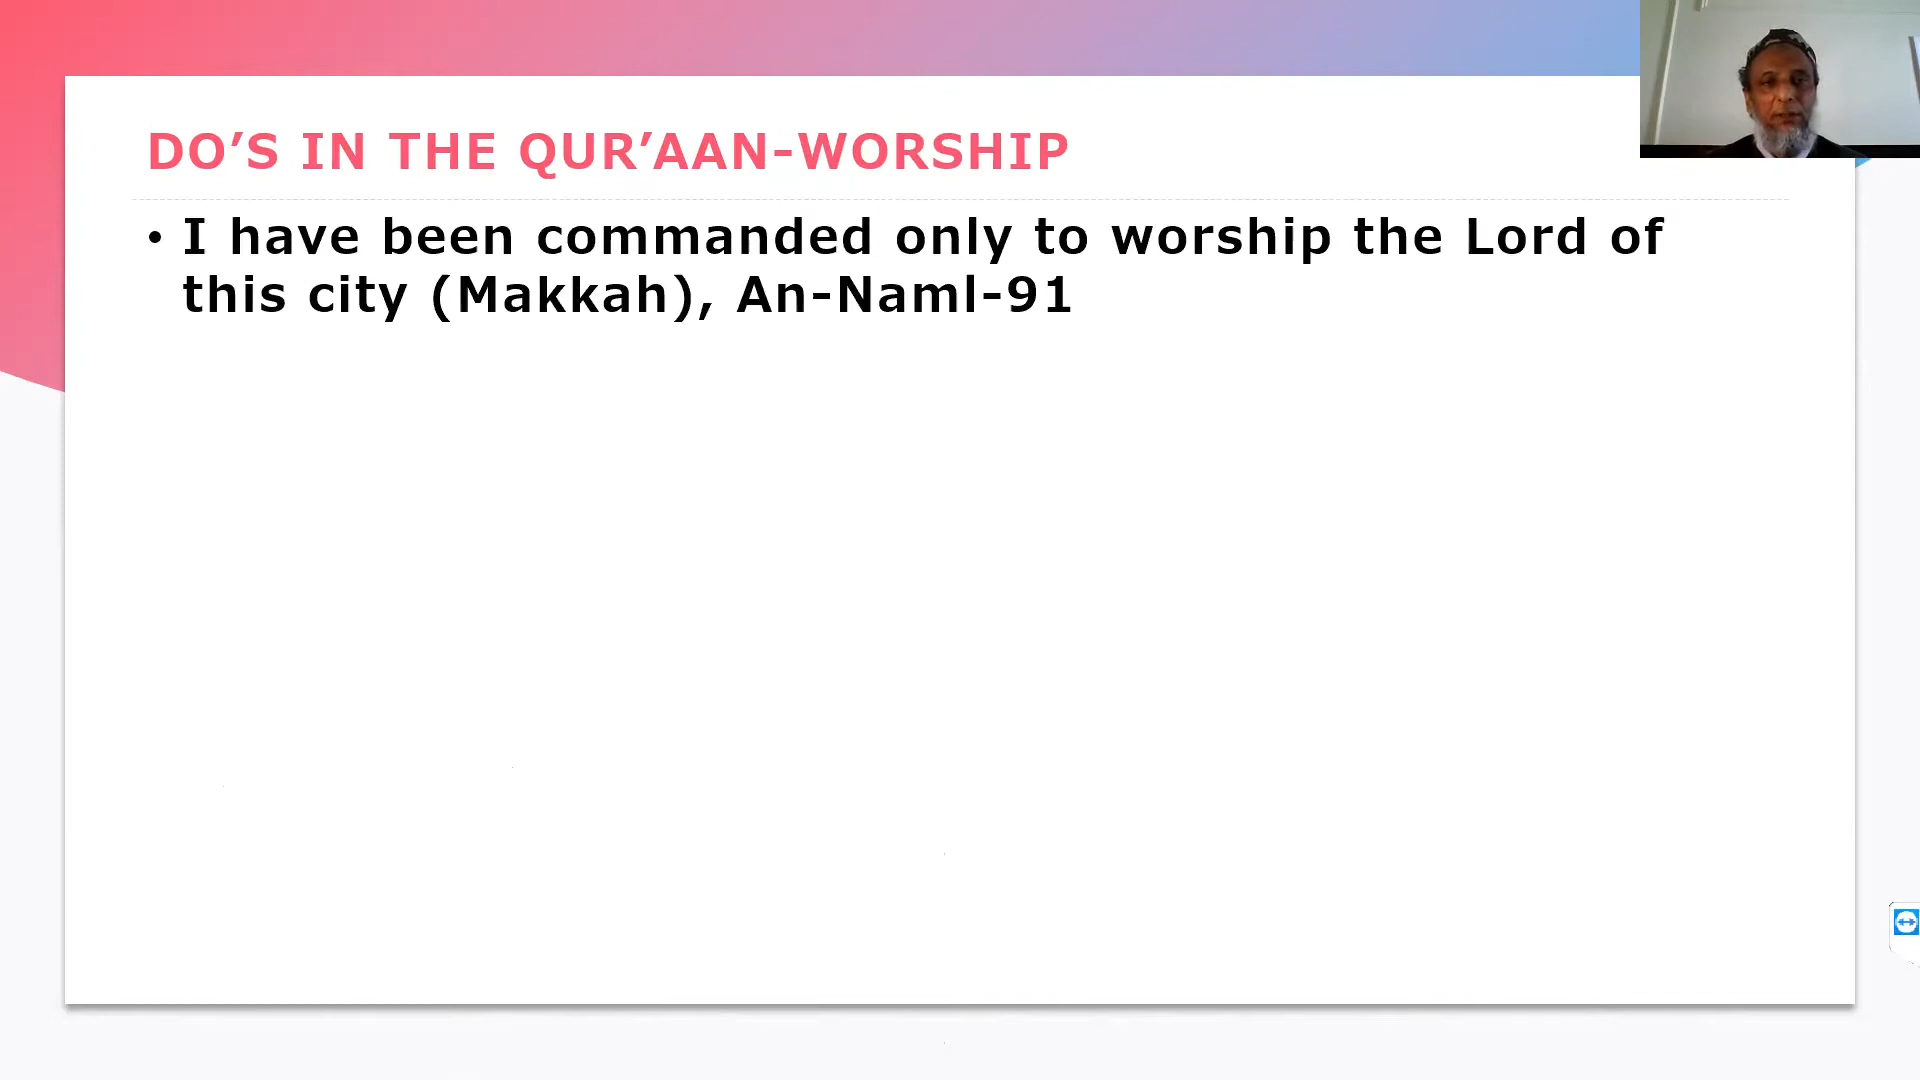 DO’S IN THE QUR’AAN-WORSHIP
• I have been commanded only to worship the Lord of
this city (Makkah), An-Naml-91